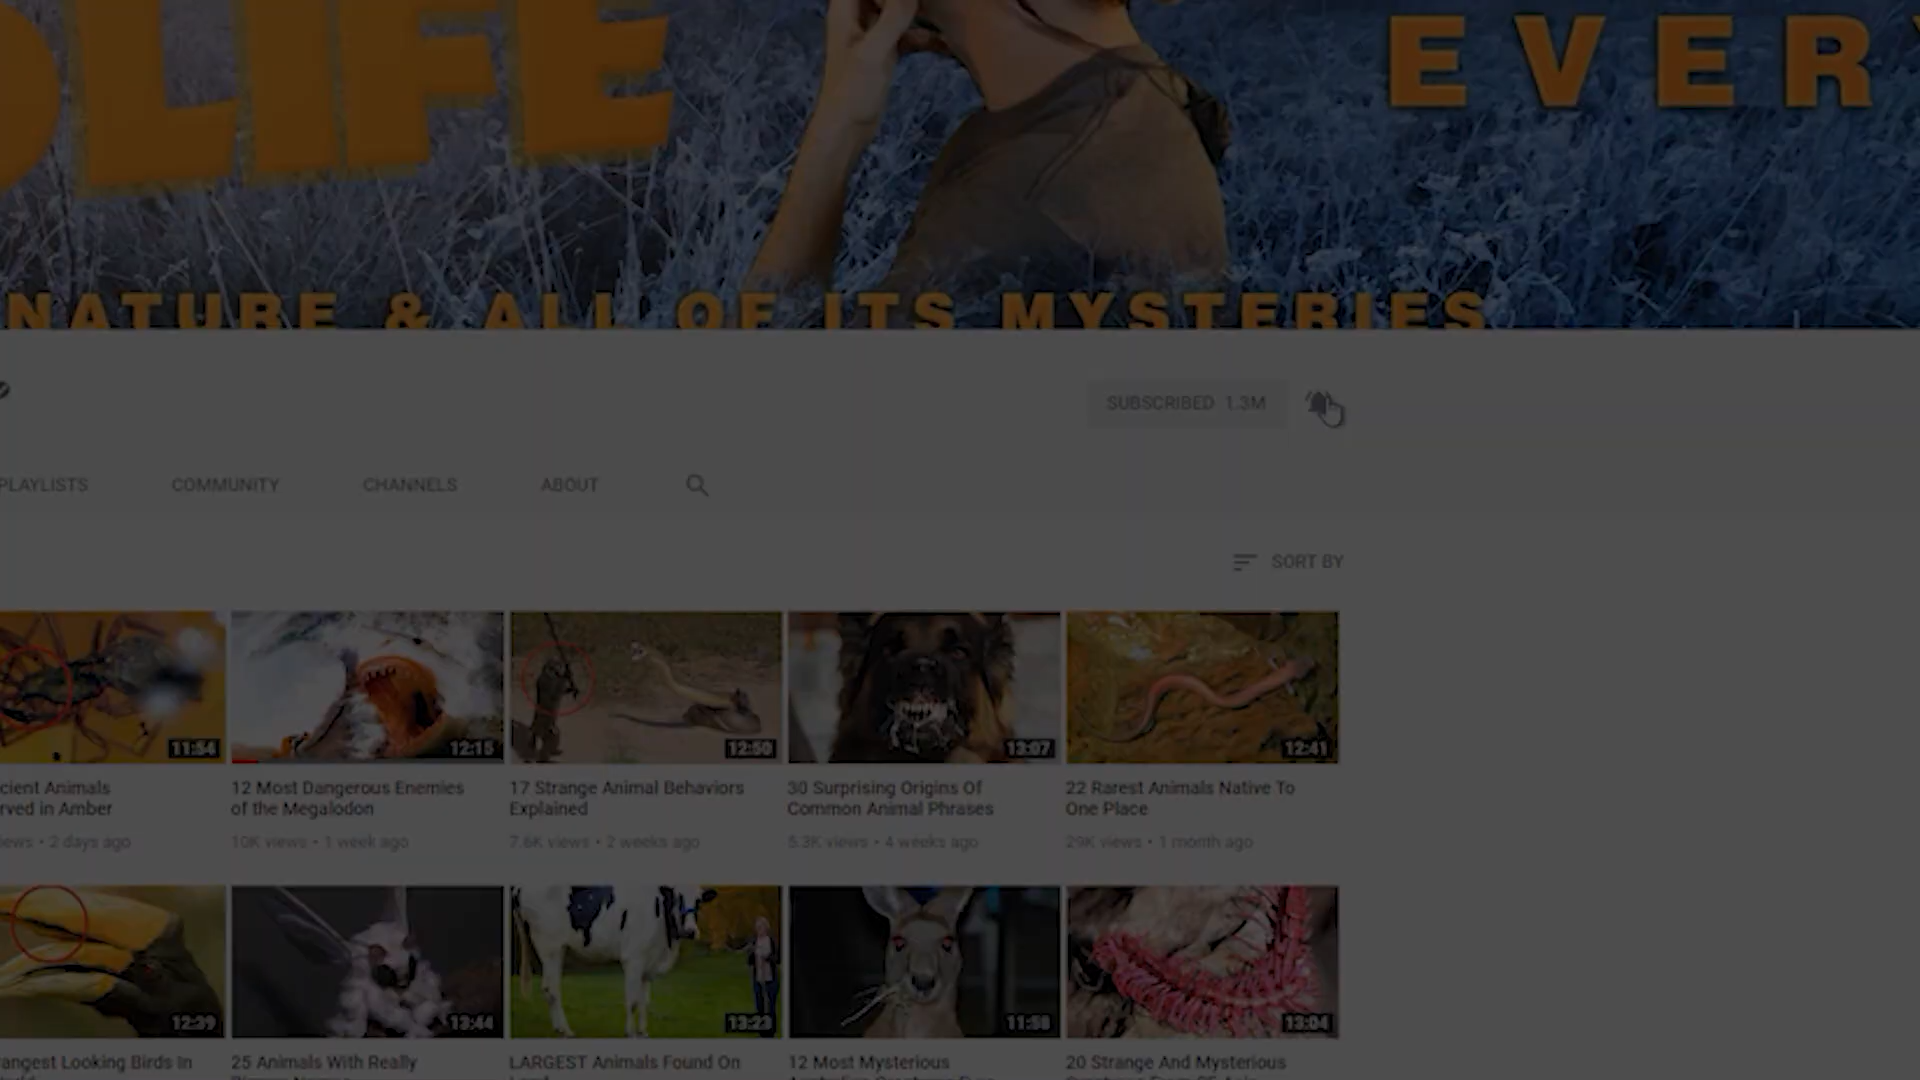 LIFE
EVERY
NATURE & ALL OF ITS MYSTERIES
SUBSCRIBED 1.3M
PLAYLISTS COMMUNITY CHANNELS ABOUT
SORT BY
11:54 12:15 12:50 13:07 12:41
Animals
in Amber
2 days ago
12 Most Dangerous Enemies
of the Megalodon
10K views • 1 week ago
17 Strange Animal Behaviors
Explained
7.6K views • 2 weeks ago
30 Surprising Origins Of
Common Animal Phrases
5.3K views • 4 weeks ago
22 Rarest Animals Native To
One Place
29K views • 1 month ago
12:39 13:44 13:23 11:58 13:04
Looking Birds In
25 Animals With Really
LARGEST Animals Found On
12 Most Mysterious
20 Strange And Mysterious